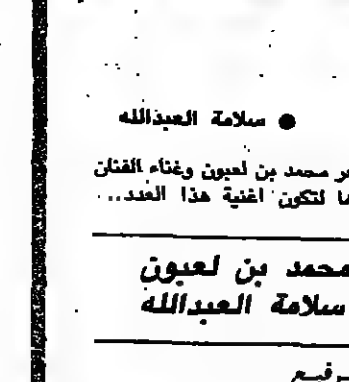 ● سلامة العبدالله
محمد بن لعبون وغناء الفنان
لتكون اغنية هذا العدد..
محمد بن لعبون
سلامة العبدالله